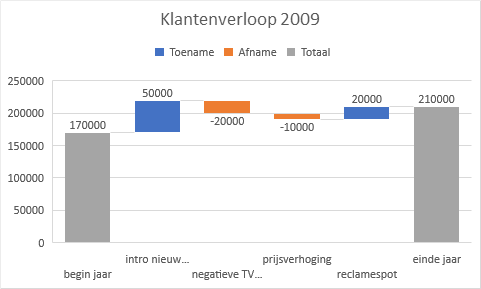 Klantenverloop 2009
Toename Afname Totaal
250000
200000
150000
100000
50000
0
170000
50000
-20000
-10000
20000
210000
begin jaar
intro nieuw...
negatieve TV...
prijsverhoging
reclamespot
einde jaar